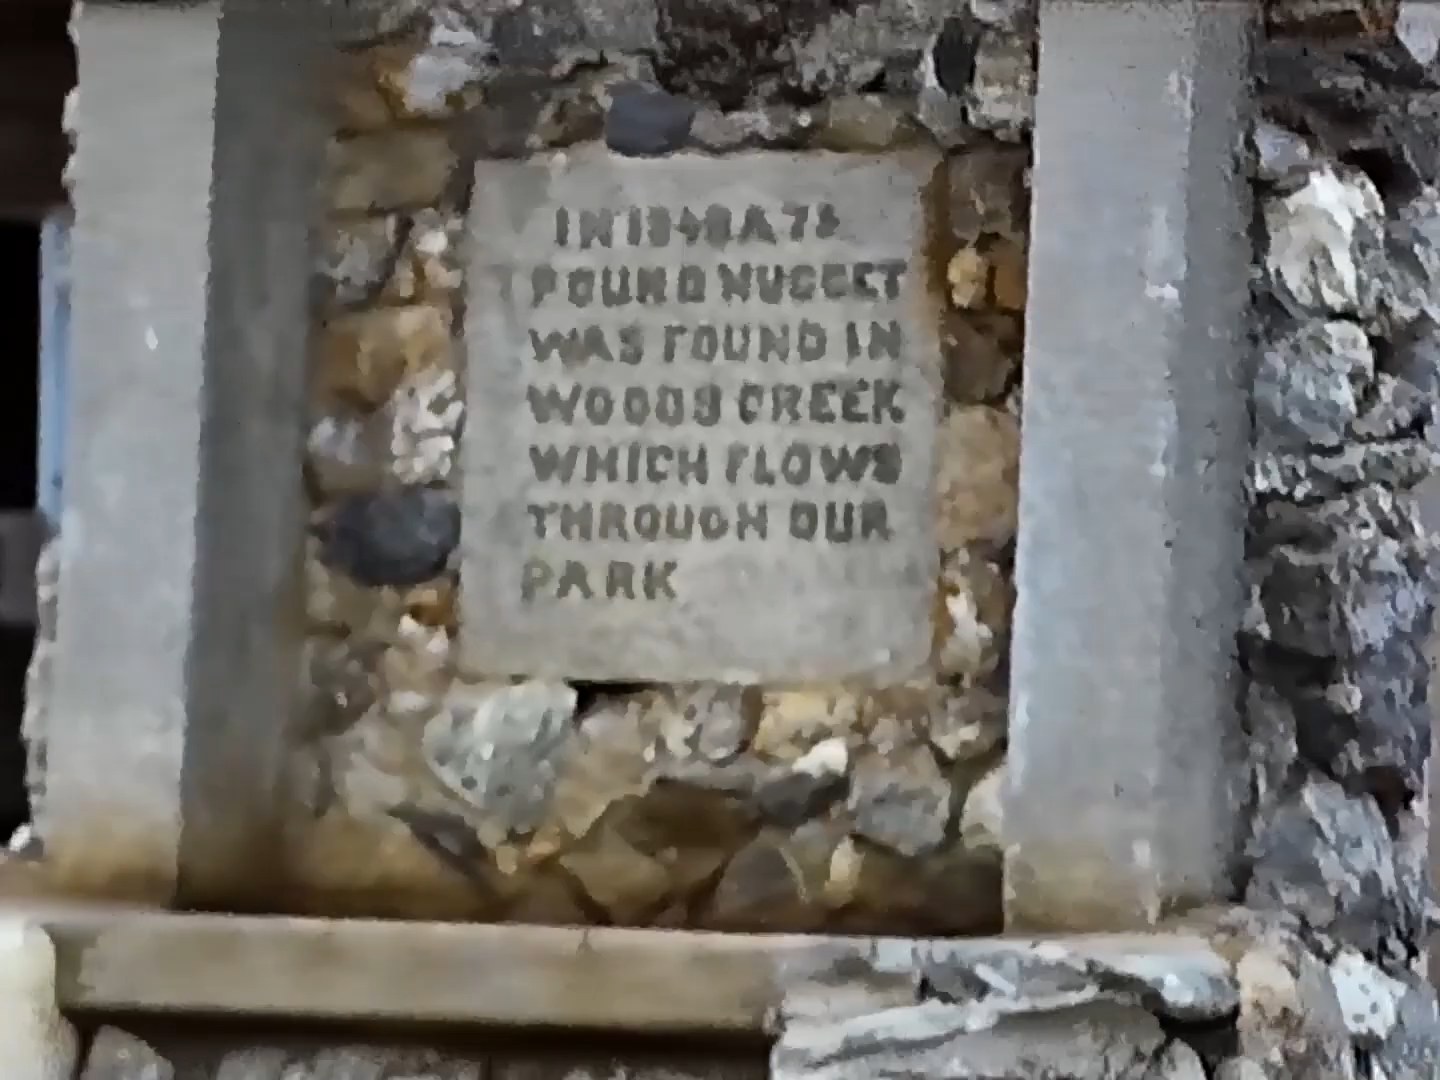 IN 1848 A 75
POUND NUGGET
WAS FOUND IN
WOODS CREEK
WHICH FLOWS
THROUGH OUR
PARK